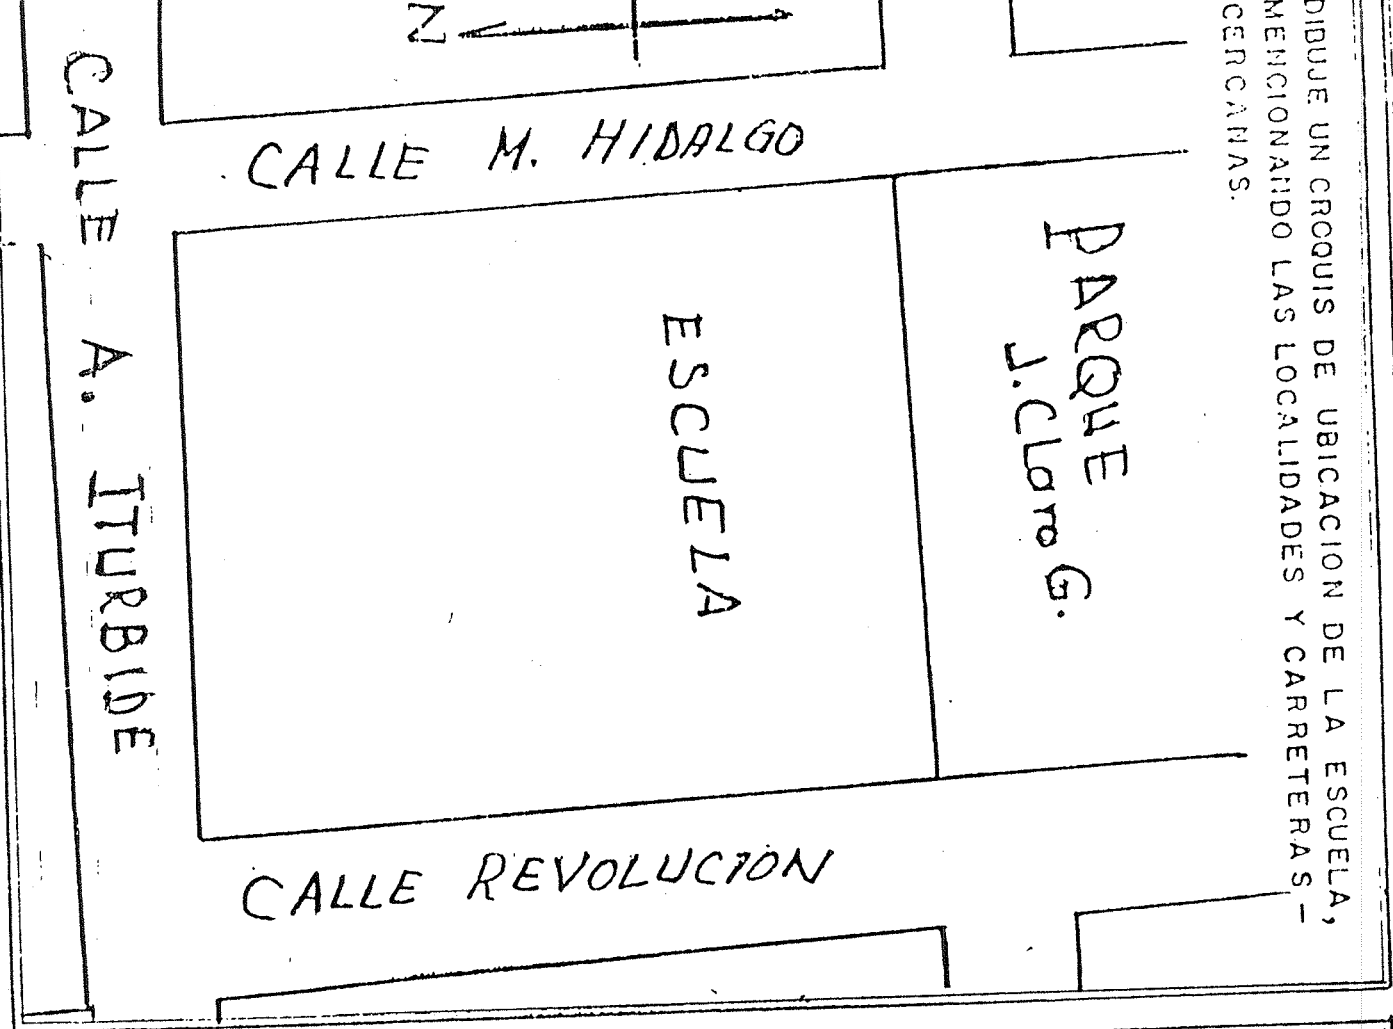 DIBUJE UN CROQUIS DE UBICACION DE LA ESCUELA,
MENCIONANDO LAS LOCALIDADES Y CARRETERAS-
CERCANAS.
N
CALLE M. HIDALGO
PARQUE
J. Claro G.
ESCUELA
CALLE A. ITURBIDE
CALLE REVOLUCION